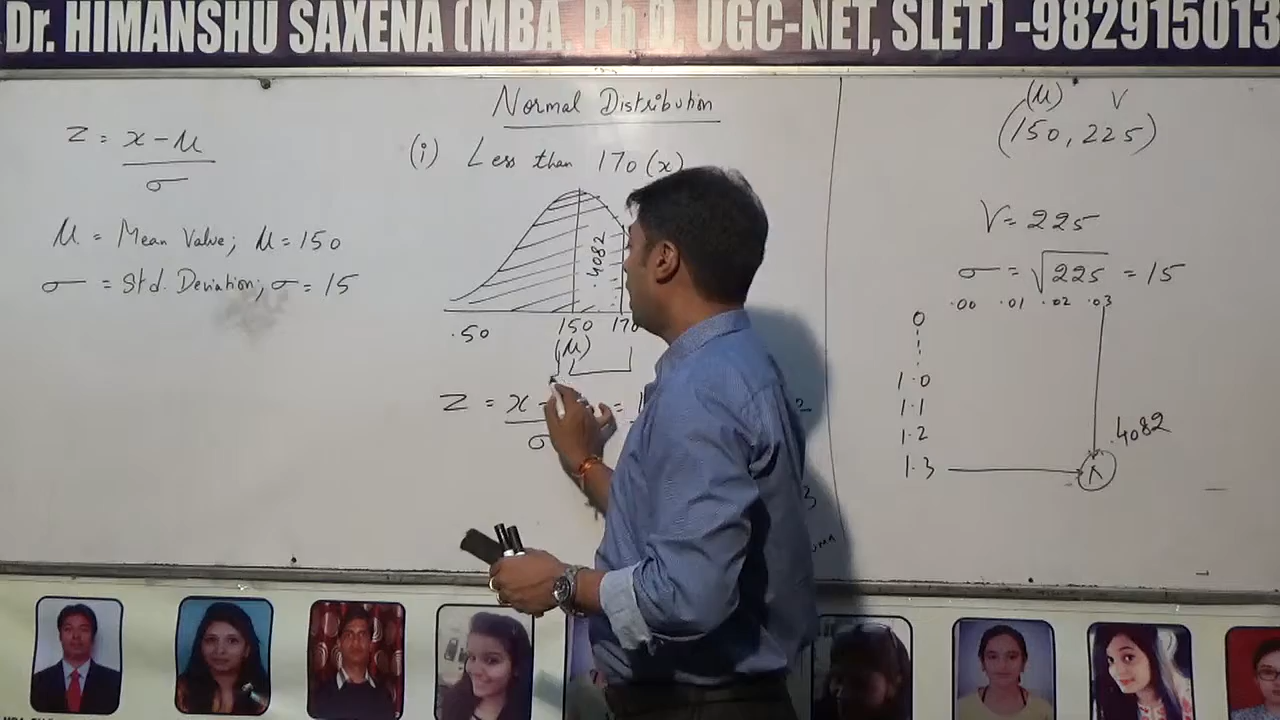 Dr. HIMANSHU SAXENA (MBA. Ph.D, UGC-NET, SLET) -982915013
Normal Distribution
Z = x - μ
σ
μ = Mean Value; μ = 150
σ = Std. Deviation; σ = 15
(i) Less than 170 (x)
.4082
.50
150
170
(μ)
Z = x -
σ
(μ) V
(150, 225)
V = 225
σ = √225 = 15
.00 .01 .02 .03
0
1.0
1.1
1.2
1.3
.4082